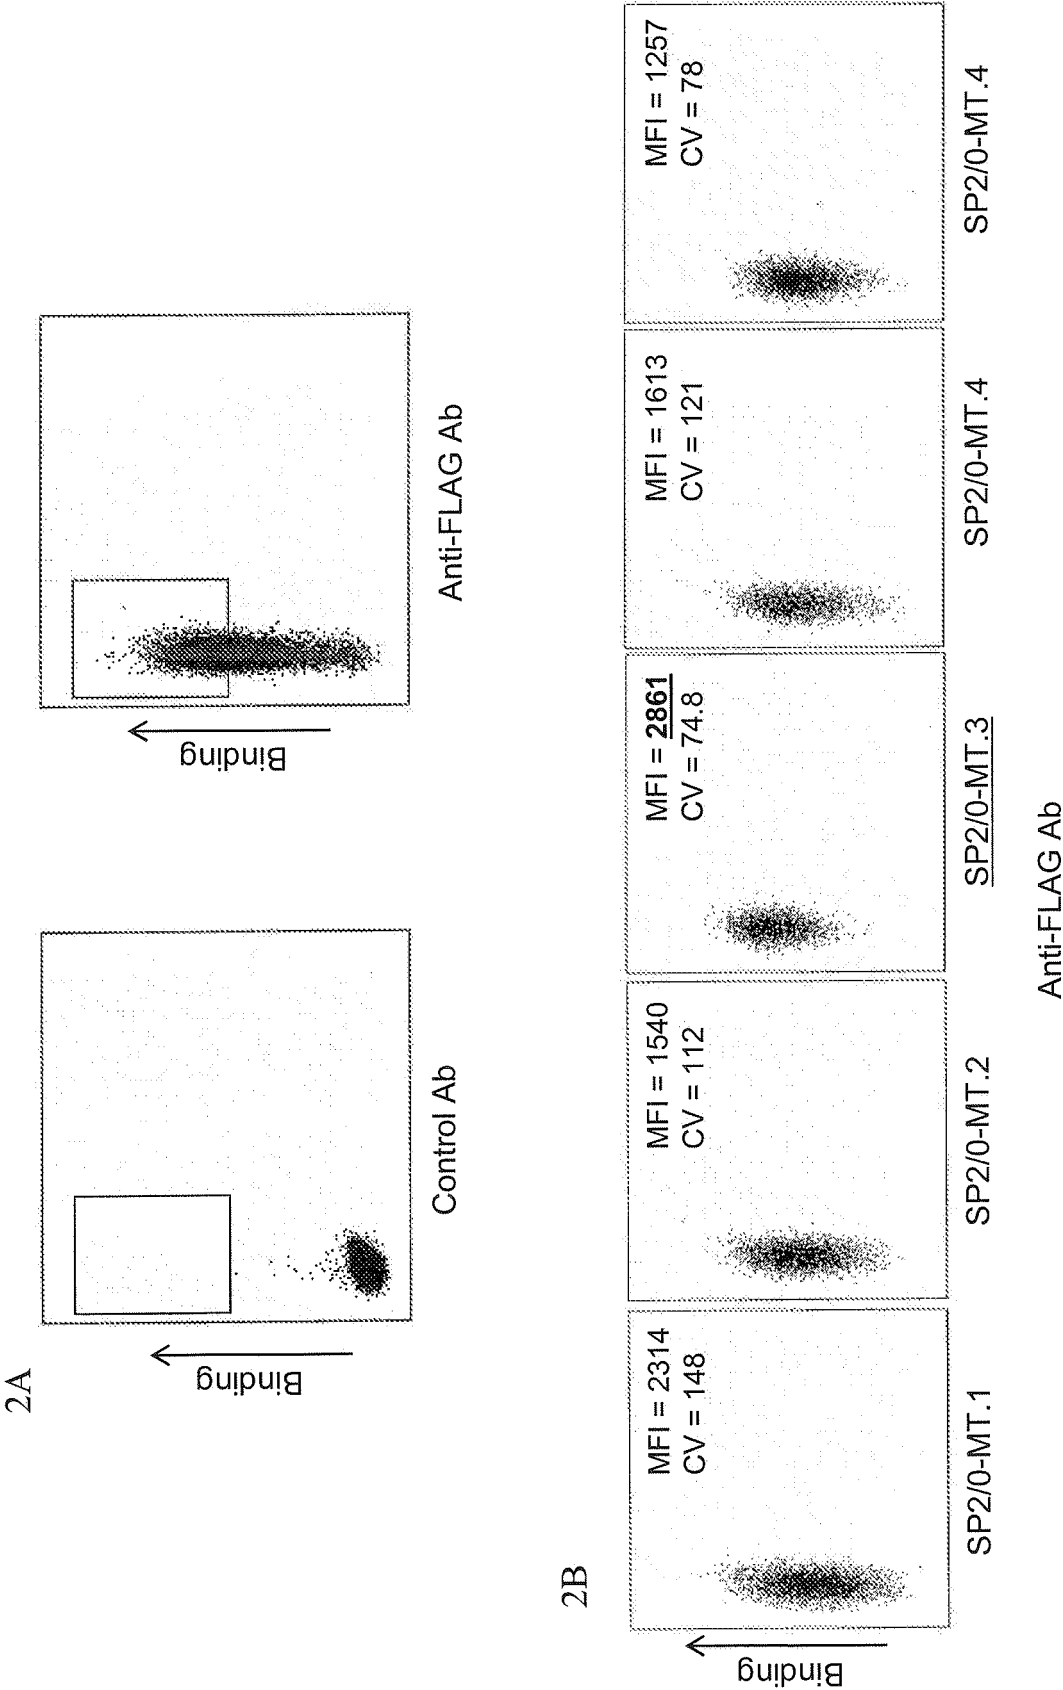 2A
Binding
Control Ab
Binding
Anti-FLAG Ab
2B
Binding
MFI = 2314
CV = 148
SP2/0-MT.1
MFI = 1540
CV = 112
SP2/0-MT.2
MFI = 2861
CV = 74.8
SP2/0-MT.3
MFI = 1613
CV = 121
SP2/0-MT.4
MFI = 1257
CV = 78
SP2/0-MT.4
Anti-FLAG Ab